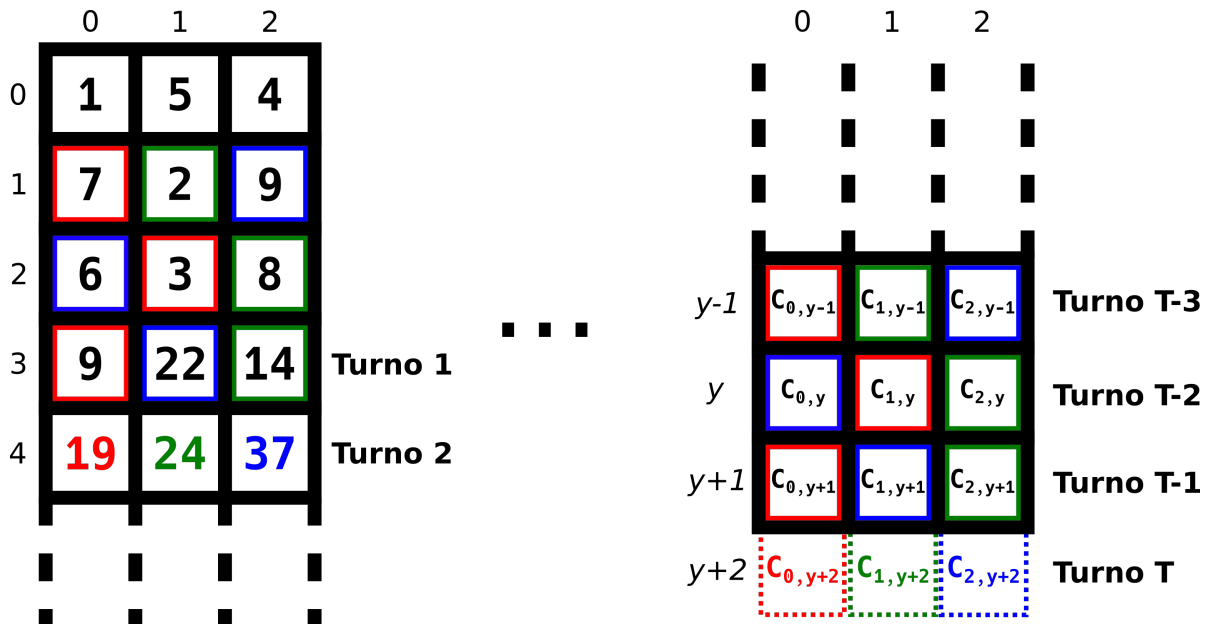 0 1 2
0 1 5 4
1 7 2 9
2 6 3 8
3 9 22 14 Turno 1
4 19 24 37 Turno 2
...
0 1 2
y-1 C0,y-1 C1,y-1 C2,y-1 Turno T-3
y C0,y C1,y C2,y Turno T-2
y+1 C0,y+1 C1,y+1 C2,y+1 Turno T-1
y+2 C0,y+2 C1,y+2 C2,y+2 Turno T